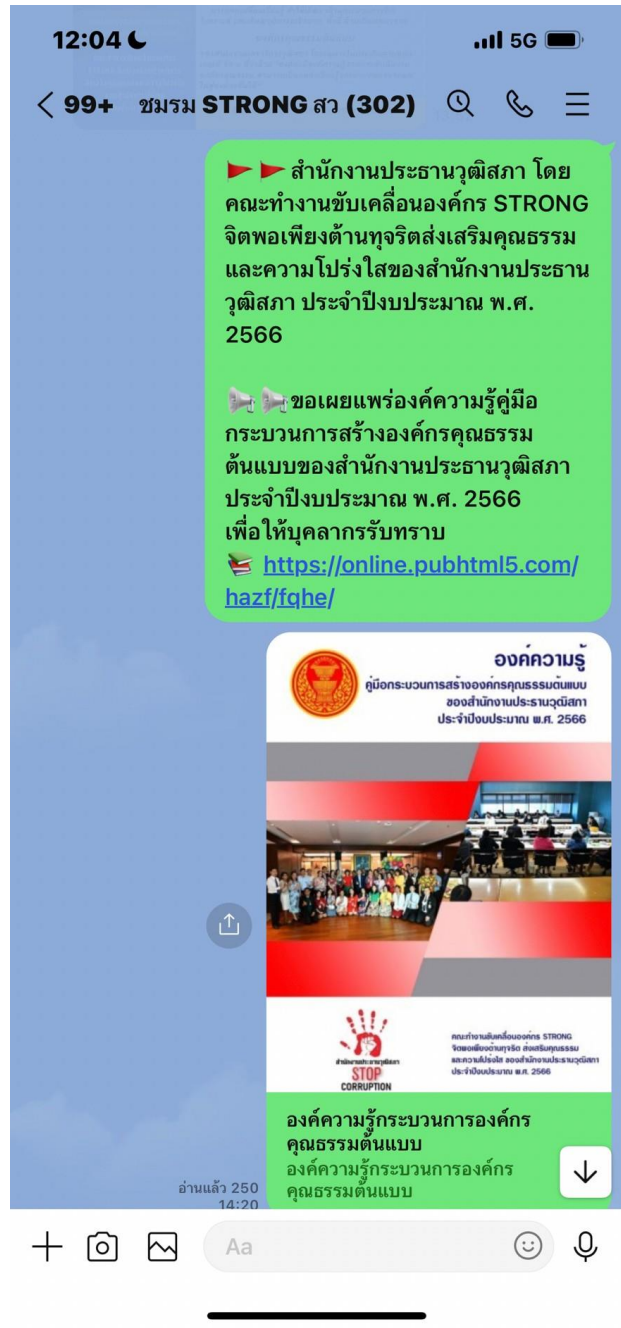 12:04
5G
99+ ชมรม STRONG สว (302)
สำนักงานประธานวุฒิสภา โดย
คณะทำงานขับเคลื่อนองค์กร STRONG
จิตพอเพียงต้านทุจริตส่งเสริมคุณธรรม
และความโปร่งใสของสำนักงานประธาน
วุฒิสภา ประจำปีงบประมาณ พ.ศ.
2566
ขอเผยแพร่องค์ความรู้คู่มือ
กระบวนการสร้างองค์กรคุณธรรม
ต้นแบบของสำนักงานประธานวุฒิสภา
ประจำปีงบประมาณ พ.ศ. 2566
เพื่อให้บุคลากรรับทราบ
https://online.pubhtml5.com/
hazf/fqhe/
องค์ความรู้
คู่มือกระบวนการสร้างองค์กรคุณธรรมต้นแบบ
ของสำนักงานประธานวุฒิสภา
ประจำปีงบประมาณ พ.ศ. 2566
สำนักงานประธานวุฒิสภา
STOP
CORRUPTION
คณะทำงานขับเคลื่อนองค์กร STRONG
จิตพอเพียงต้านทุจริต ส่งเสริมคุณธรรม
และความโปร่งใส ของสำนักงานประธานวุฒิสภา
ประจำปีงบประมาณ พ.ศ. 2566
องค์ความรู้กระบวนการองค์กร
คุณธรรมต้นแบบ
องค์ความรู้กระบวนการองค์กร
คุณธรรมต้นแบบ
อ่านแล้ว 250
14:20
Aa